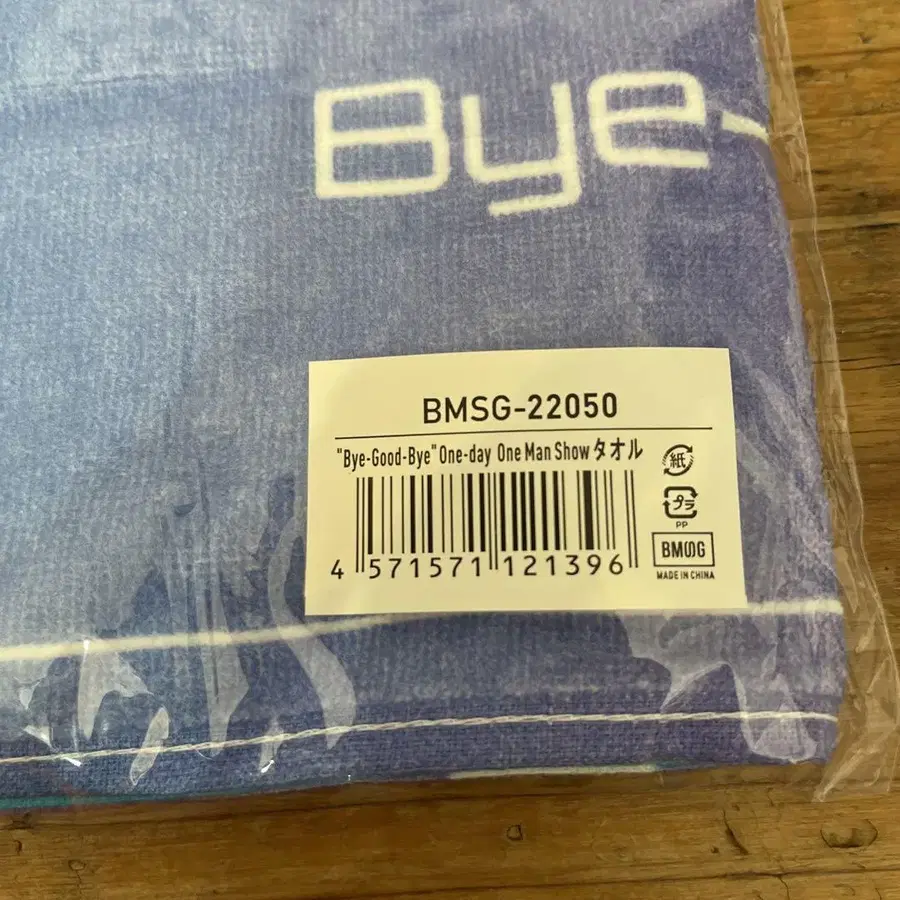 Bye-
BMSG-22050
"Bye-Good-Bye" One-day One Man Show タオル
紙
プラ
PP
4 571571 121396
BMSG
MADE IN CHINA